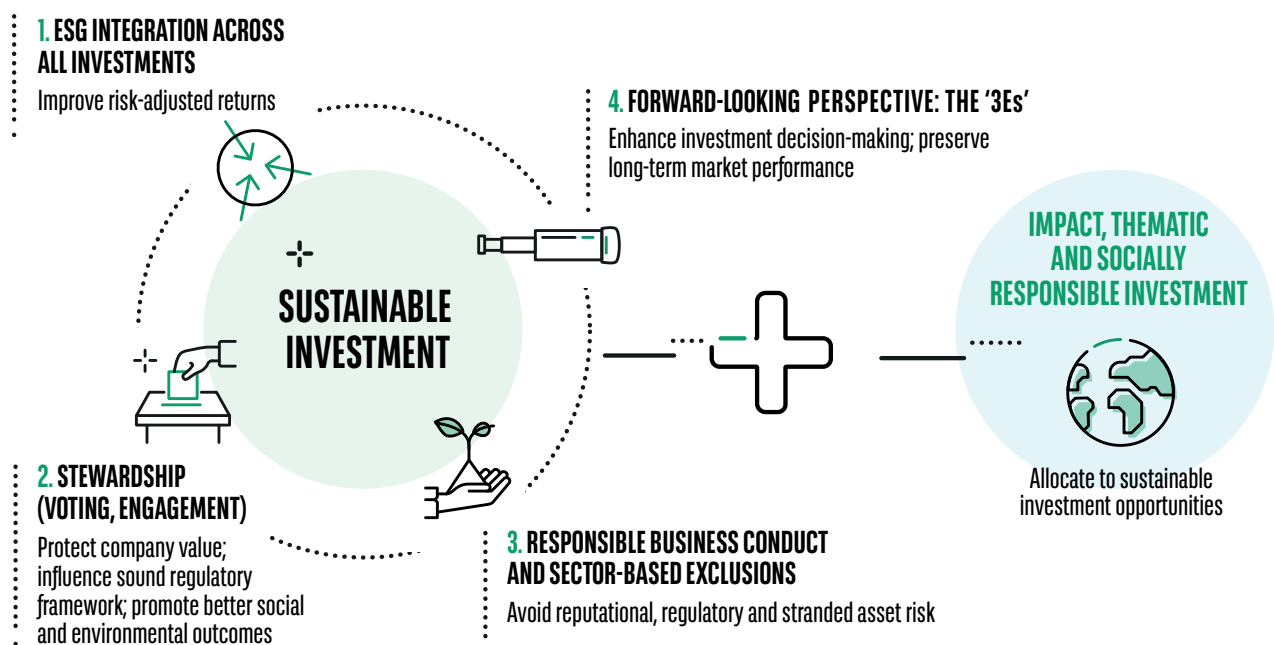 1. ESG INTEGRATION ACROSS
ALL INVESTMENTS
Improve risk-adjusted returns
4. FORWARD-LOOKING PERSPECTIVE: THE ‘3Es’
Enhance investment decision-making; preserve
long-term market performance
SUSTAINABLE
INVESTMENT
IMPACT, THEMATIC
AND SOCIALLY
RESPONSIBLE INVESTMENT
Allocate to sustainable
investment opportunities
2. STEWARDSHIP
(VOTING, ENGAGEMENT)
Protect company value;
influence sound regulatory
framework; promote better social
and environmental outcomes
3. RESPONSIBLE BUSINESS CONDUCT
AND SECTOR-BASED EXCLUSIONS
Avoid reputational, regulatory and stranded asset risk